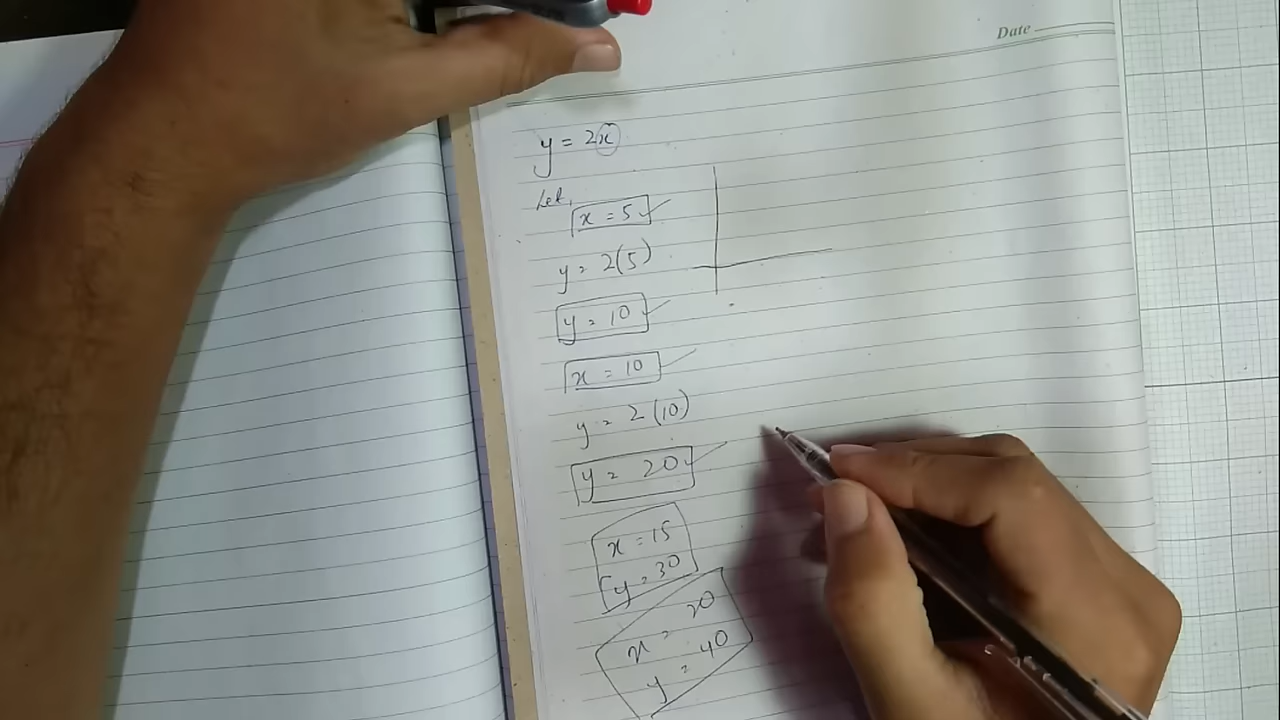 Date
y = 2x
Let,
x = 5
y = 2(5)
y = 10
x = 10
y = 2(10)
y = 20
x = 15
y = 30
x = 20
y = 40